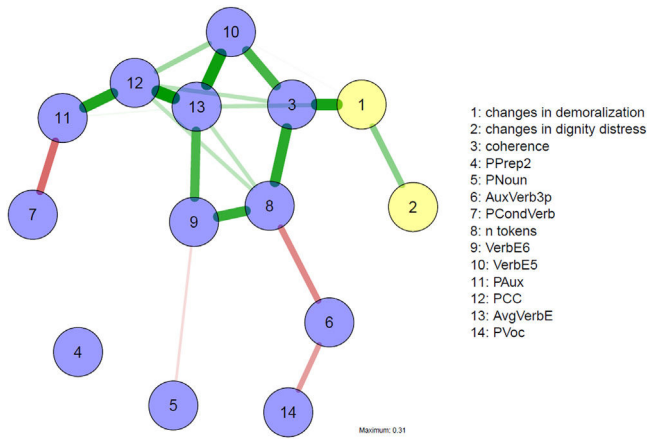 10
12
13
3
1
11
7
2
8
9
6
4
5
14
1: changes in demoralization
2: changes in dignity distress
3: coherence
4: PPrep2
5: PNoun
6: AuxVerb3p
7: PCondVerb
8: n tokens
9: VerbE6
10: VerbE5
11: PAux
12: PCC
13: AvgVerbE
14: PVoc
Maximum: 0.31